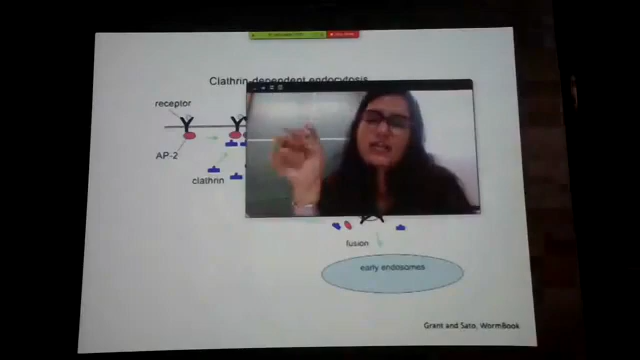 Clathrin-dependent endocytosis
receptor
AP-2
clathrin
fusion
early endosomes
Grant and Sato, WormBook